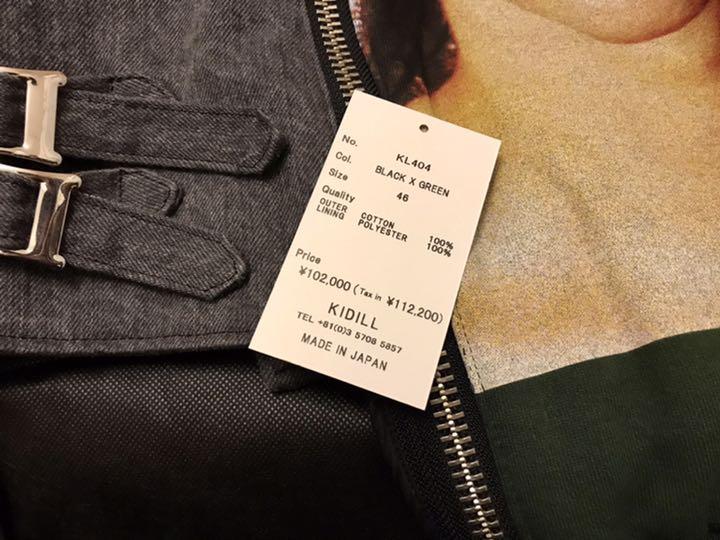 No. KL404
Col. BLACK X GREEN
Size 46
Quality
OUTER COTTON 100%
LINING POLYESTER 100%
Price
¥102,000 (Tax in ¥112,200)
KIDILL
TEL +81(0)3 5708 5857
MADE IN JAPAN